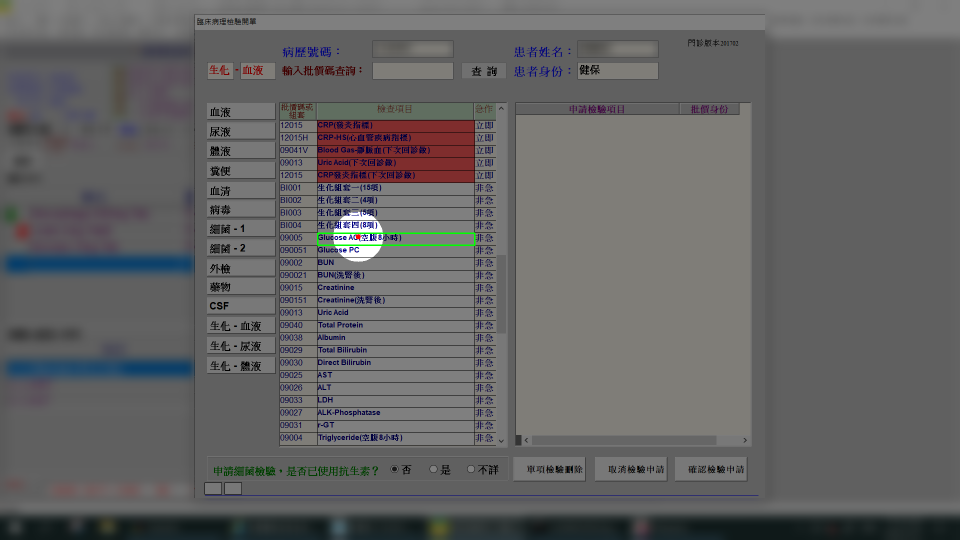 臨床病理檢驗開單
門診版本201702
病歷號碼：
患者姓名：
生化 - 血液
輸入批價碼查詢：
查 詢
患者身份：
健保
血液
尿液
體液
糞便
血清
病毒
細菌 - 1
細菌 - 2
外檢
藥物
CSF
生化 - 血液
生化 - 尿液
生化 - 體液
批價碼或組套 檢查項目 急作
12015 CRP(發炎指標) 立即
12015H CRP-HS(心血管疾病指標) 立即
09041V Blood Gas-靜脈血(下次回診做) 立即
09013 Uric Acid(下次回診做) 立即
12015 CRP發炎指標(下次回診做) 立即
BI001 生化組套一(15項) 非急
BI002 生化組套二(4項) 非急
BI003 生化組套三(5項) 非急
BI004 生化組套四(8項) 非急
09005 Glucose AC(空腹8小時) 非急
090051 Glucose PC 非急
09002 BUN 非急
090021 BUN(洗腎後) 非急
09015 Creatinine 非急
090151 Creatinine(洗腎後) 非急
09013 Uric Acid 非急
09040 Total Protein 非急
09038 Albumin 非急
09029 Total Bilirubin 非急
09030 Direct Bilirubin 非急
09025 AST 非急
09026 ALT 非急
09033 LDH 非急
09027 ALK-Phosphatase 非急
09031 r-GT 非急
09004 Triglyceride(空腹8小時) 非急
申請檢驗項目 批價身份
申請細菌檢驗，是否已使用抗生素？ 否 是 不詳
單項檢驗刪除 取消檢驗申請 確認檢驗申請